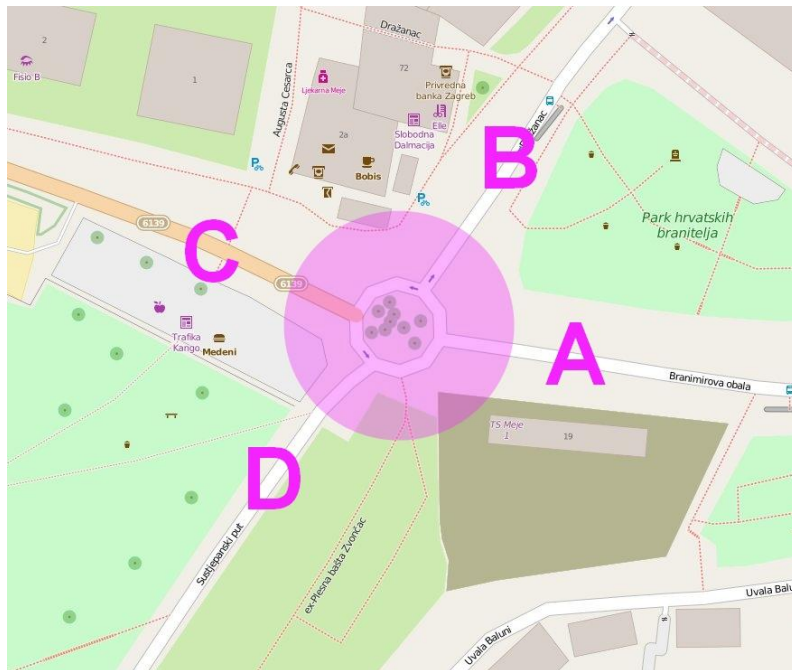 2
Fisio B
1
Augusta Cesarca
Dražanac
72
Ljekarna Meje
2a
Privredna
banka Zagreb
Elle
Slobodna
Dalmacija
Bobis
P
P
B
Park hrvatskih
branitelja
6139
C
6139
Trafika
Kango
Medeni
A
Branimirova obala
TS Meje
1
19
D
Sustjepanski put
ex-Plesna bašta Zvončac
Uvala Baluni